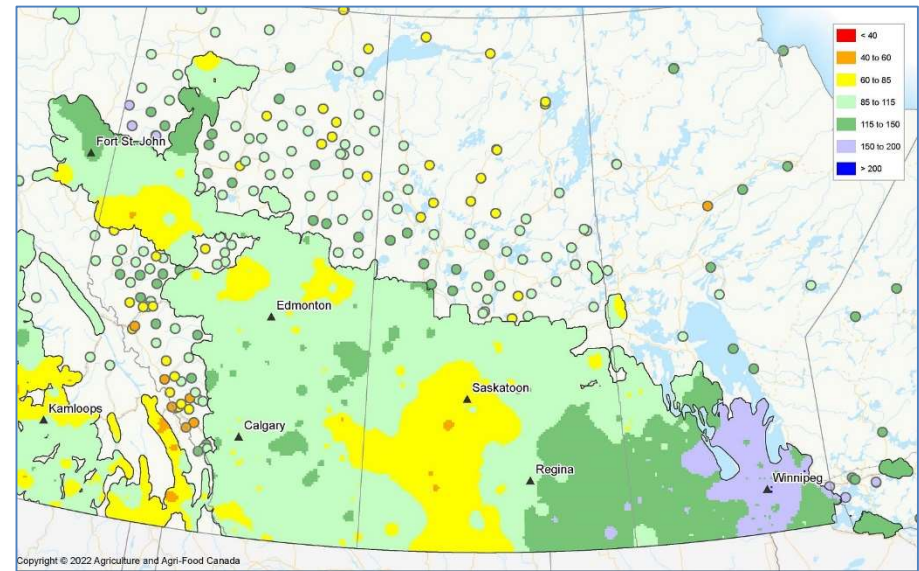 < 40
40 to 60
60 to 85
85 to 115
115 to 150
150 to 200
> 200
Fort St. John
Edmonton
Saskatoon
Kamloops
Calgary
Regina
Winnipeg
Copyright © 2022 Agriculture and Agri-Food Canada